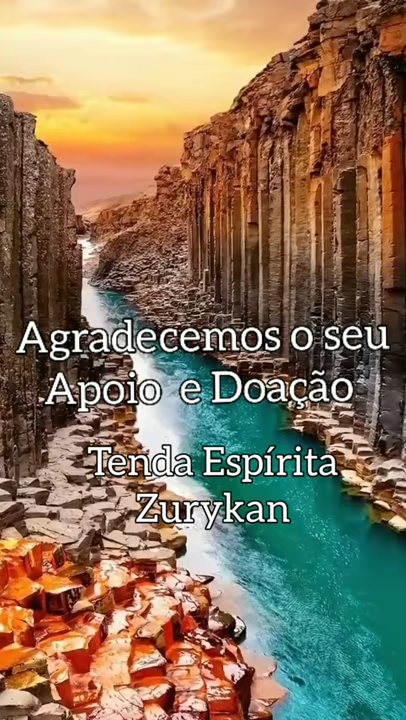 Agradecemos o seu
Apoio e Doação
Tenda Espírita
Zurykan